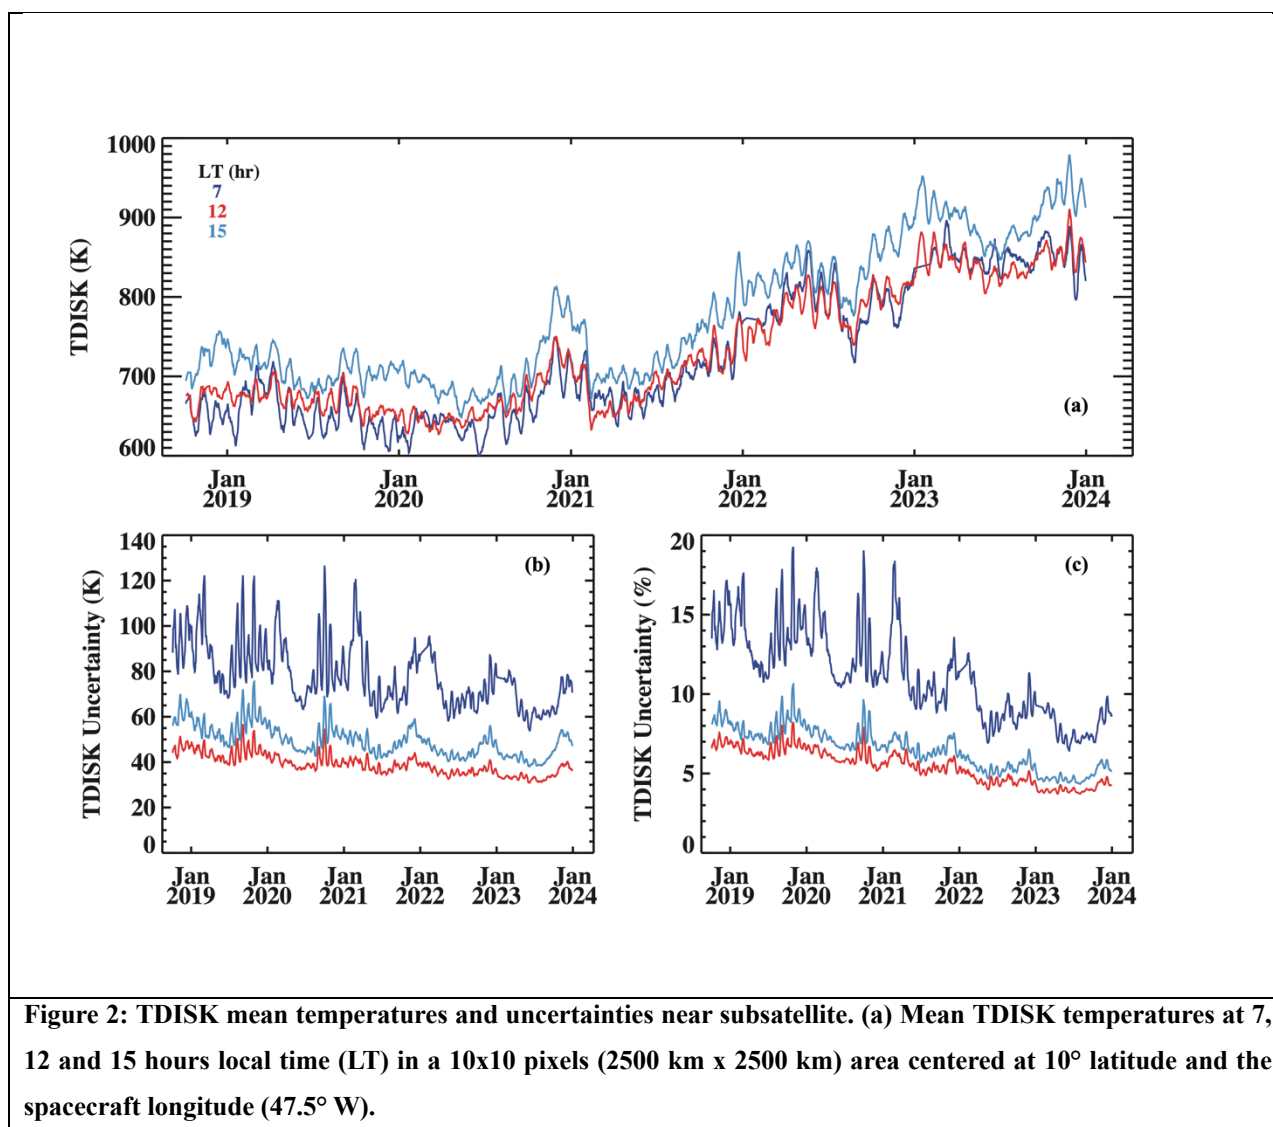 1000
900
800
700
600
TDISK (K)
LT (hr)
7
12
15
(a)
Jan 2019
Jan 2020
Jan 2021
Jan 2022
Jan 2023
Jan 2024
140
120
100
80
60
40
20
0
TDISK Uncertainty (K)
(b)
Jan 2019
Jan 2020
Jan 2021
Jan 2022
Jan 2023
Jan 2024
20
15
10
5
0
TDISK Uncertainty (%)
(c)
Jan 2019
Jan 2020
Jan 2021
Jan 2022
Jan 2023
Jan 2024
Figure 2: TDISK mean temperatures and uncertainties near subsatellite. (a) Mean TDISK temperatures at 7,
12 and 15 hours local time (LT) in a 10x10 pixels (2500 km x 2500 km) area centered at 10° latitude and the
spacecraft longitude (47.5° W).